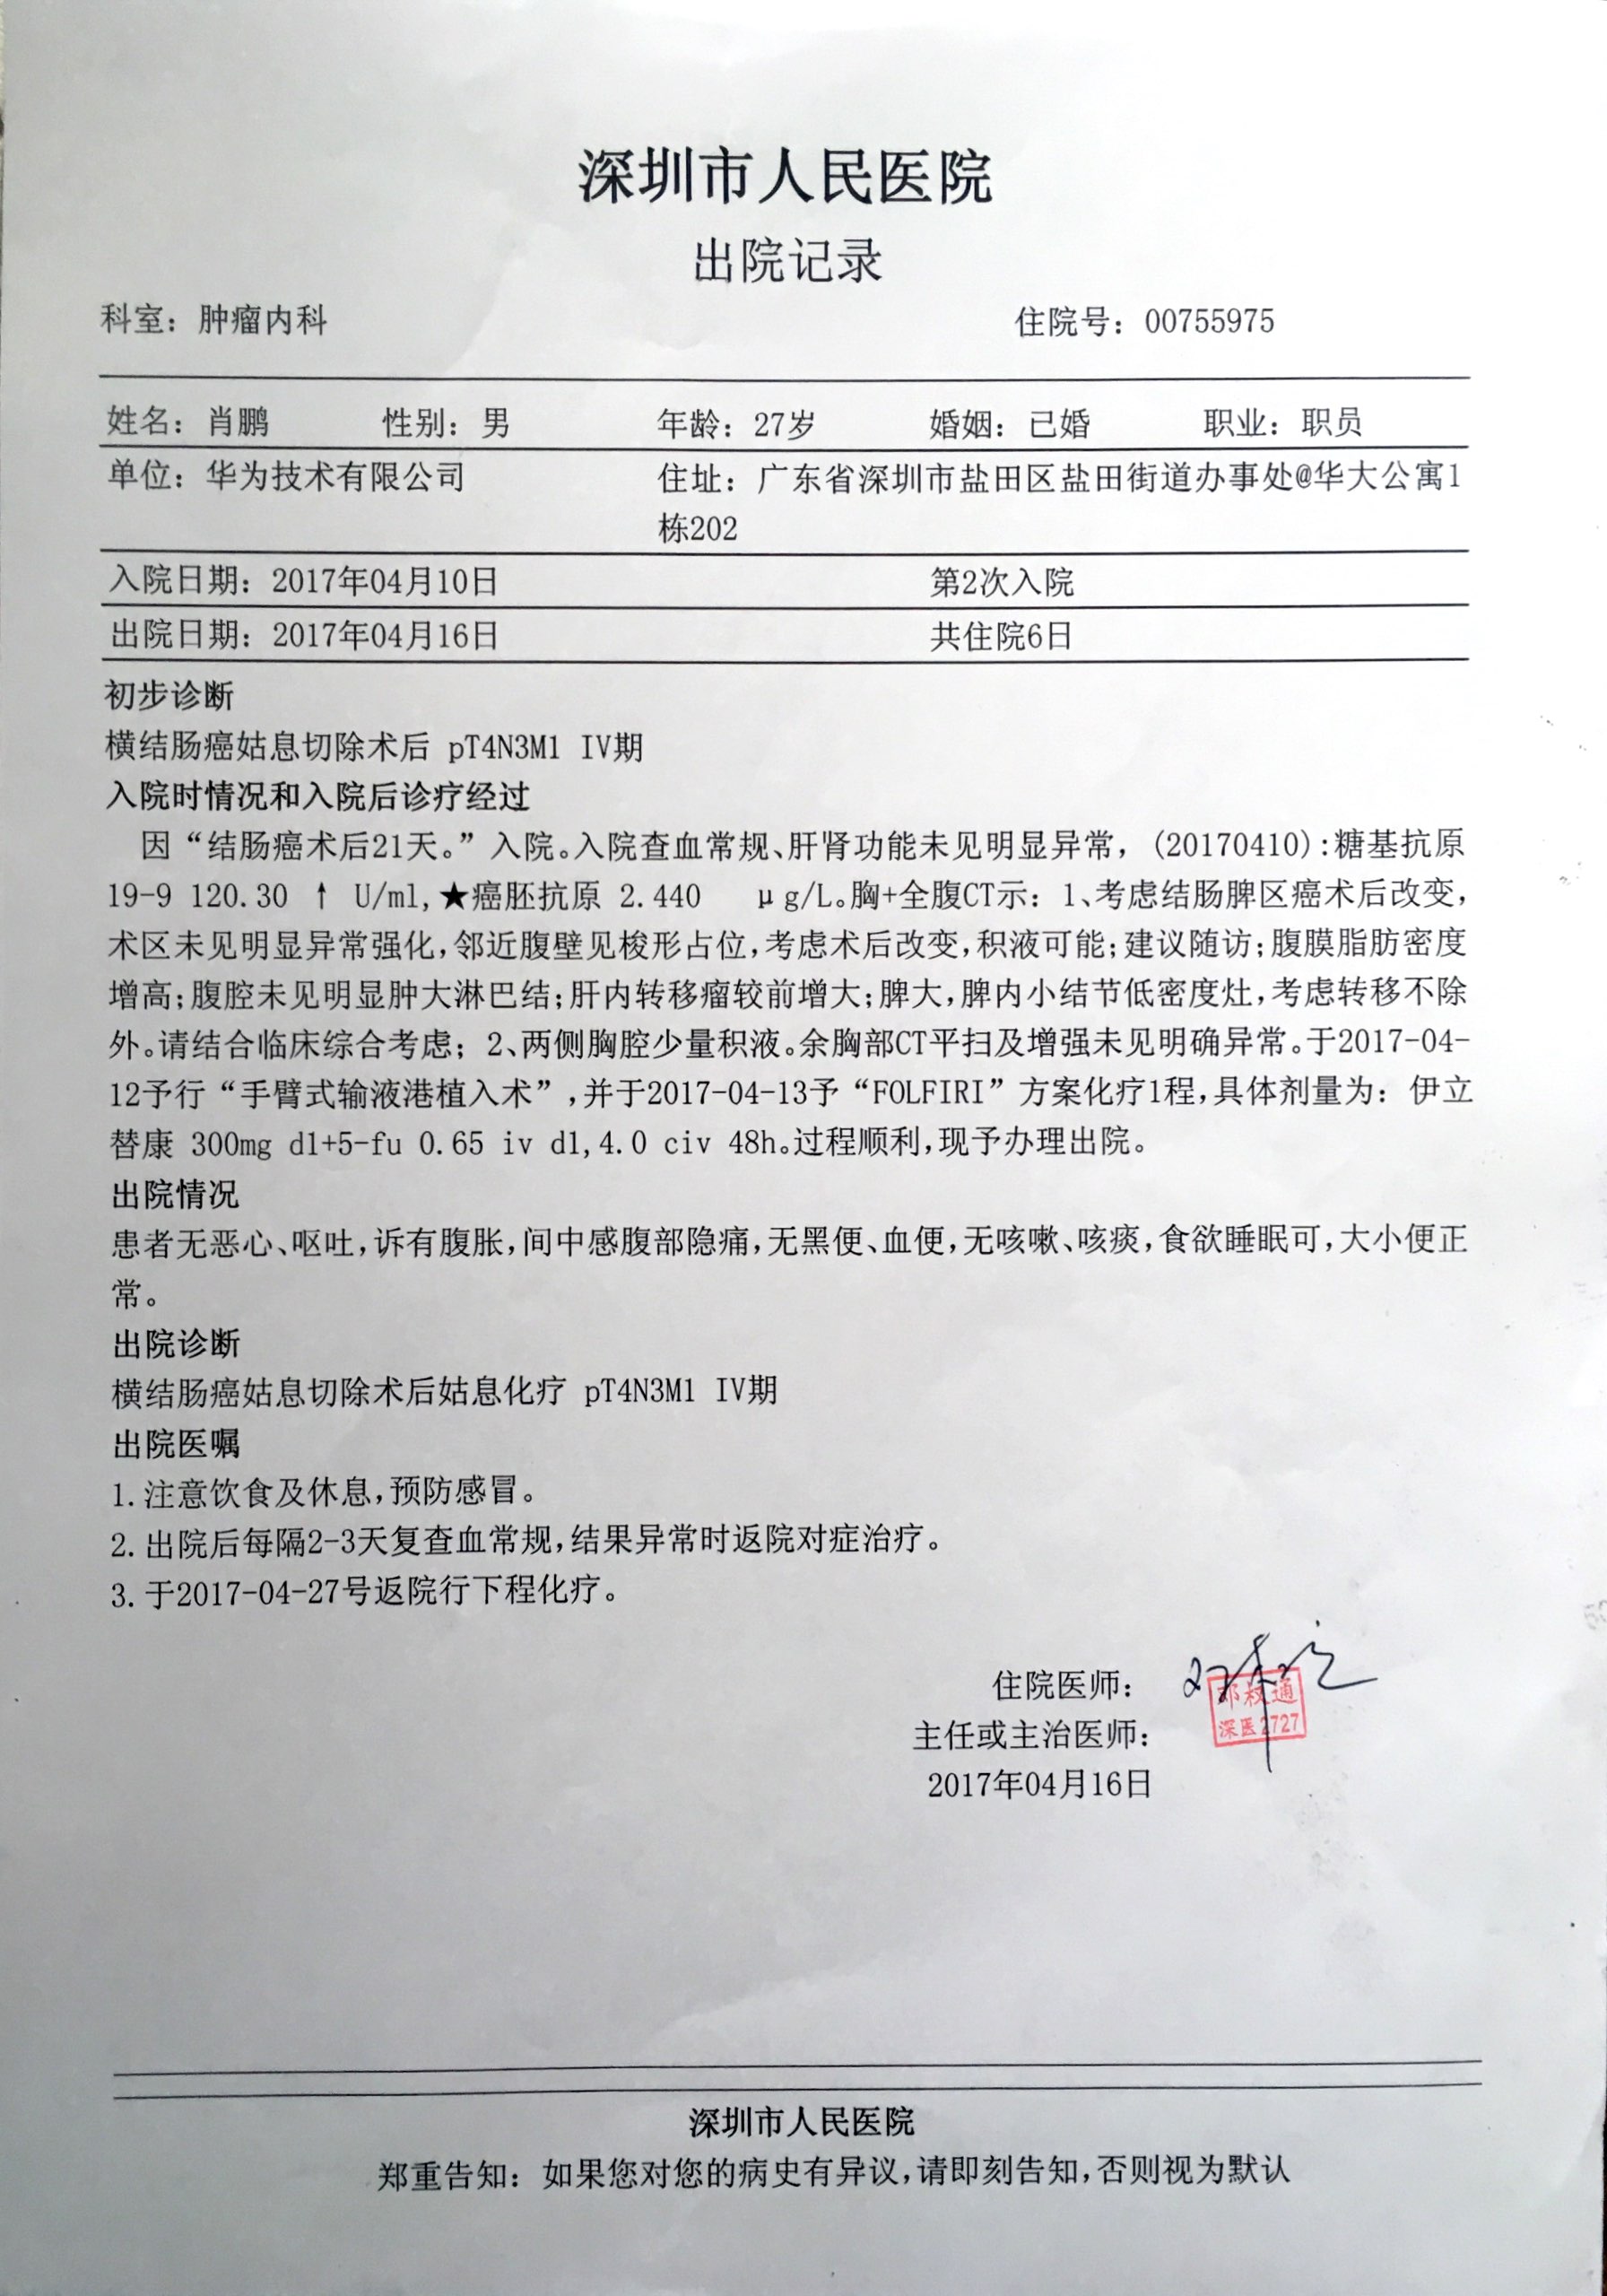 深圳市人民医院
出院记录
科室：肿瘤内科 住院号：00755975
姓名：肖鹏 性别：男 年龄：27岁 婚姻：已婚 职业：职员
单位：华为技术有限公司 住址：广东省深圳市盐田区盐田街道办事处@华大公寓1
栋202
入院日期：2017年04月10日 第2次入院
出院日期：2017年04月16日 共住院6日
初步诊断
横结肠癌姑息切除术后 pT4N3M1 IV期
入院时情况和入院后诊疗经过
因“结肠癌术后21天。”入院。入院查血常规、肝肾功能未见明显异常，(20170410):糖基抗原
19-9 120.30 ↑ U/ml,★癌胚抗原 2.440 μg/L。胸+全腹CT示：1、考虑结肠脾区癌术后改变，
术区未见明显异常强化,邻近腹壁见梭形占位,考虑术后改变,积液可能;建议随访;腹膜脂肪密度
增高;腹腔未见明显肿大淋巴结;肝内转移瘤较前增大;脾大,脾内小结节低密度灶,考虑转移不除
外。请结合临床综合考虑；2、两侧胸腔少量积液。余胸部CT平扫及增强未见明确异常。于2017-04-
12予行“手臂式输液港植入术”,并于2017-04-13予“FOLFIRI”方案化疗1程,具体剂量为：伊立
替康 300mg d1+5-fu 0.65 iv d1,4.0 civ 48h。过程顺利,现予办理出院。
出院情况
患者无恶心、呕吐,诉有腹胀,间中感腹部隐痛,无黑便、血便,无咳嗽、咳痰,食欲睡眠可,大小便正
常。
出院诊断
横结肠癌姑息切除术后姑息化疗 pT4N3M1 IV期
出院医嘱
1.注意饮食及休息,预防感冒。
2.出院后每隔2-3天复查血常规,结果异常时返院对症治疗。
3.于2017-04-27号返院行下程化疗。
住院医师：
邓权通
深医2727
主任或主治医师：
2017年04月16日
深圳市人民医院
郑重告知：如果您对您的病史有异议,请即刻告知,否则视为默认